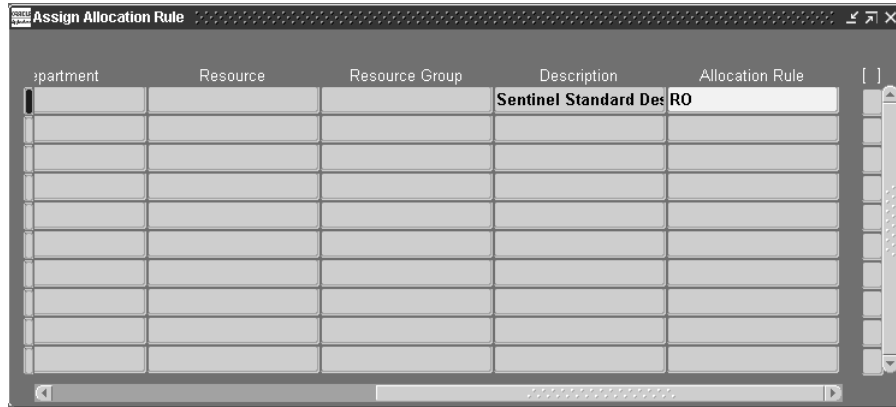 Assign Allocation Rule
epartment Resource Resource Group Description Allocation Rule [ ]
Sentinel Standard Des RO